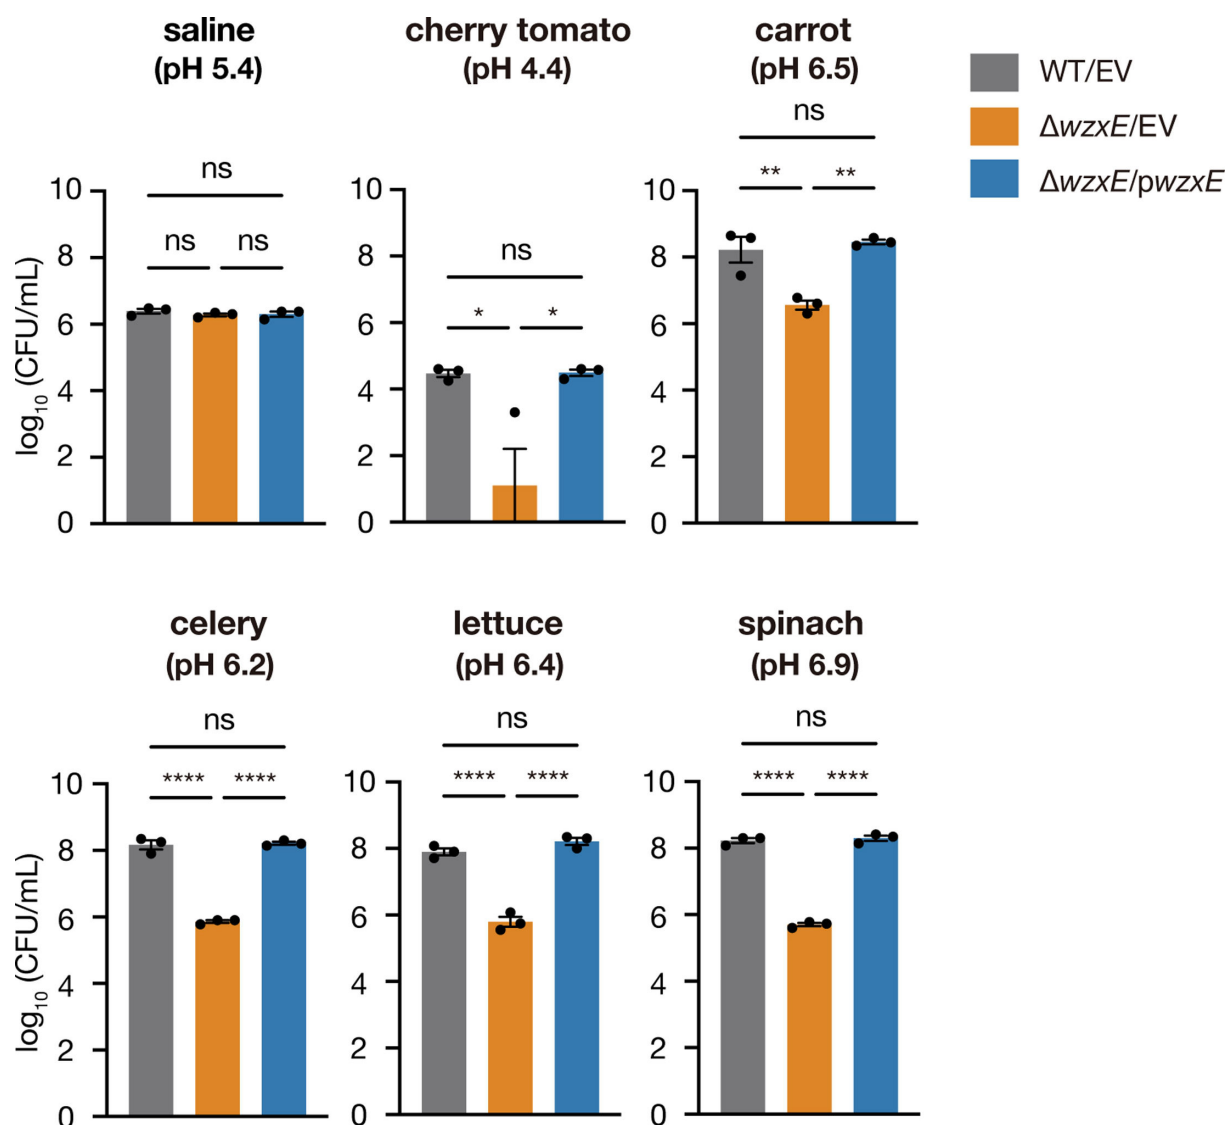 saline
(pH 5.4)
cherry tomato
(pH 4.4)
carrot
(pH 6.5)
WT/EV
ΔwzxE/EV
ΔwzxE/pwzxE
log10 (CFU/mL)
10
8
6
4
2
0
ns
ns
ns
10
8
6
4
2
0
ns
*
*
10
8
6
4
2
0
ns
**
**
celery
(pH 6.2)
lettuce
(pH 6.4)
spinach
(pH 6.9)
log10 (CFU/mL)
10
8
6
4
2
0
ns
****
****
10
8
6
4
2
0
ns
****
****
10
8
6
4
2
0
ns
****
****